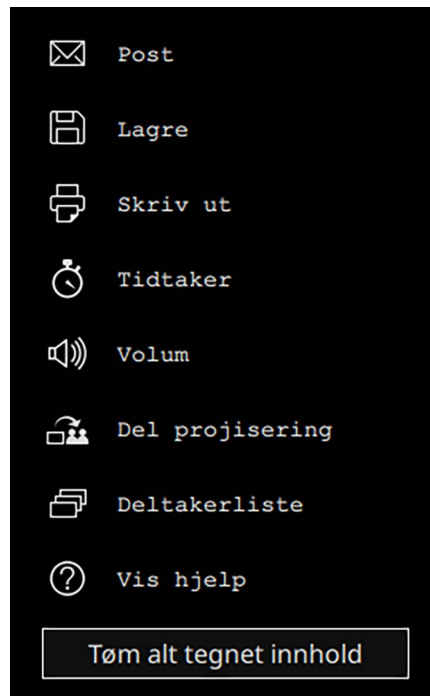 Post
Lagre
Skriv ut
Tidtaker
Volum
Del projisering
Deltakerliste
Vis hjelp
Tøm alt tegnet innhold